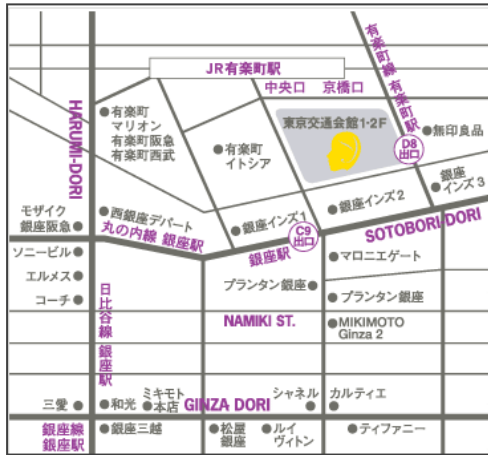 JR有楽町駅
中央口 京橋口
有楽町線 有楽町駅
HARUMI-DORI
●有楽町
マリオン
有楽町阪急
有楽町西武
●有楽町
イトシア
東京交通会館1・2F
D8
出口
●無印良品
銀座
●インズ3
●銀座インズ2
●銀座インズ1
モザイク
銀座阪急●
●西銀座デパート
丸の内線 銀座駅
C9
出口
銀座駅
SOTOBORI DORI
ソニービル●
エルメス●
コーチ●
●マロニエゲート
プランタン銀座●
●プランタン銀座
日比谷線 銀座駅
NAMIKI ST.
●MIKIMOTO
Ginza 2
三愛●
●和光
ミキモト
●本店
GINZA DORI
シャネル
●
カルティエ
●
銀座線
銀座駅
●銀座三越
●松屋
銀座
●ルイ
ヴィトン
●ティファニー